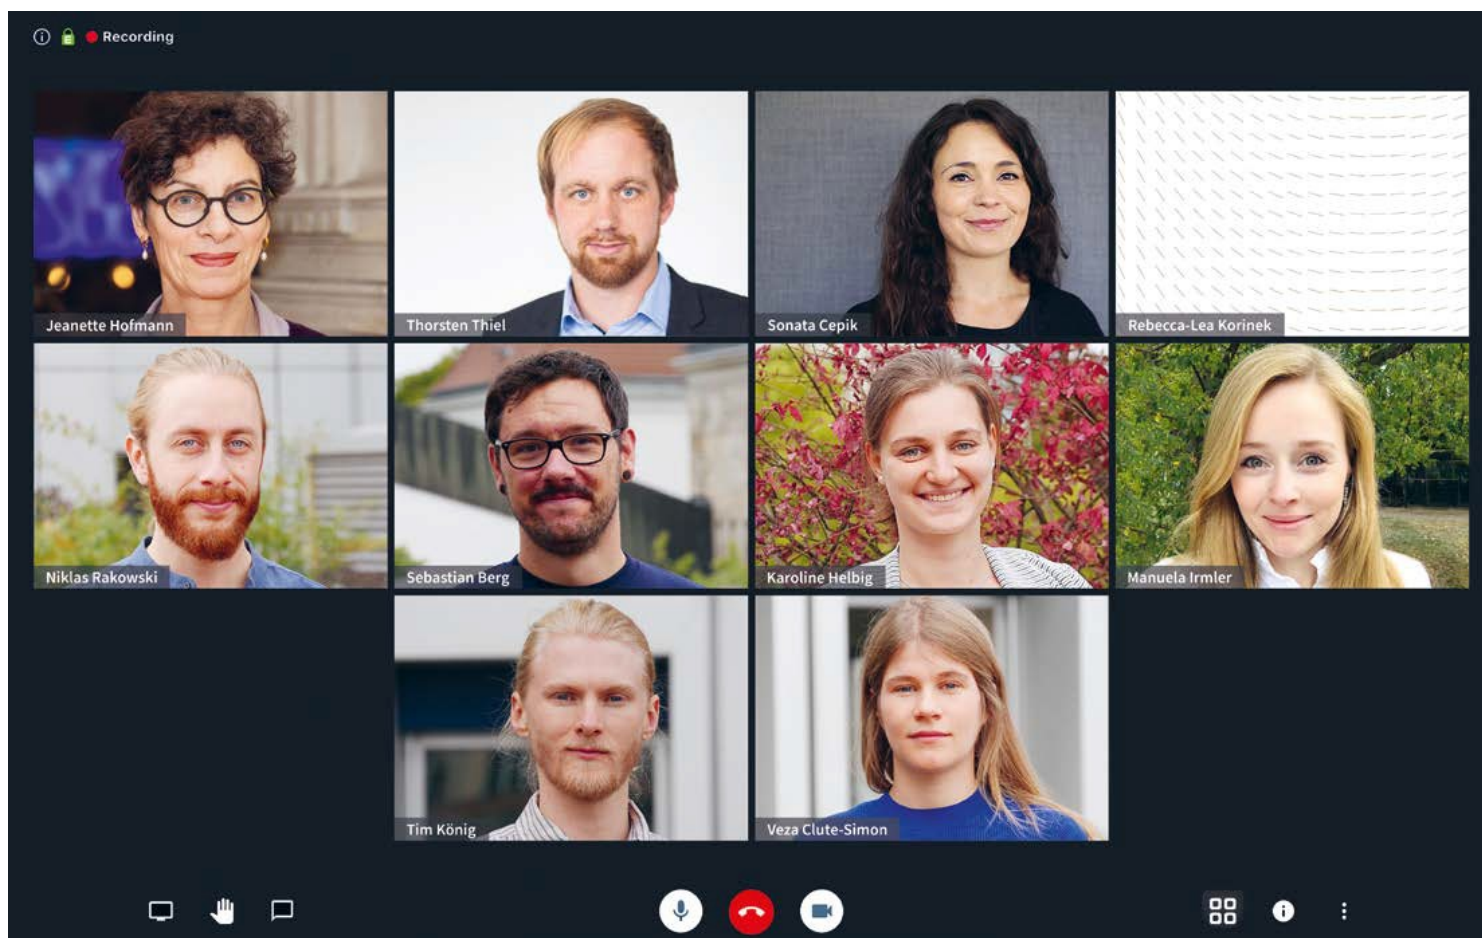 Recording
Jeanette Hofmann
Thorsten Thiel
Sonata Cepik
Rebecca-Lea Korinek
Niklas Rakowski
Sebastian Berg
Karoline Helbig
Manuela Irmler
Tim König
Veza Clute-Simon